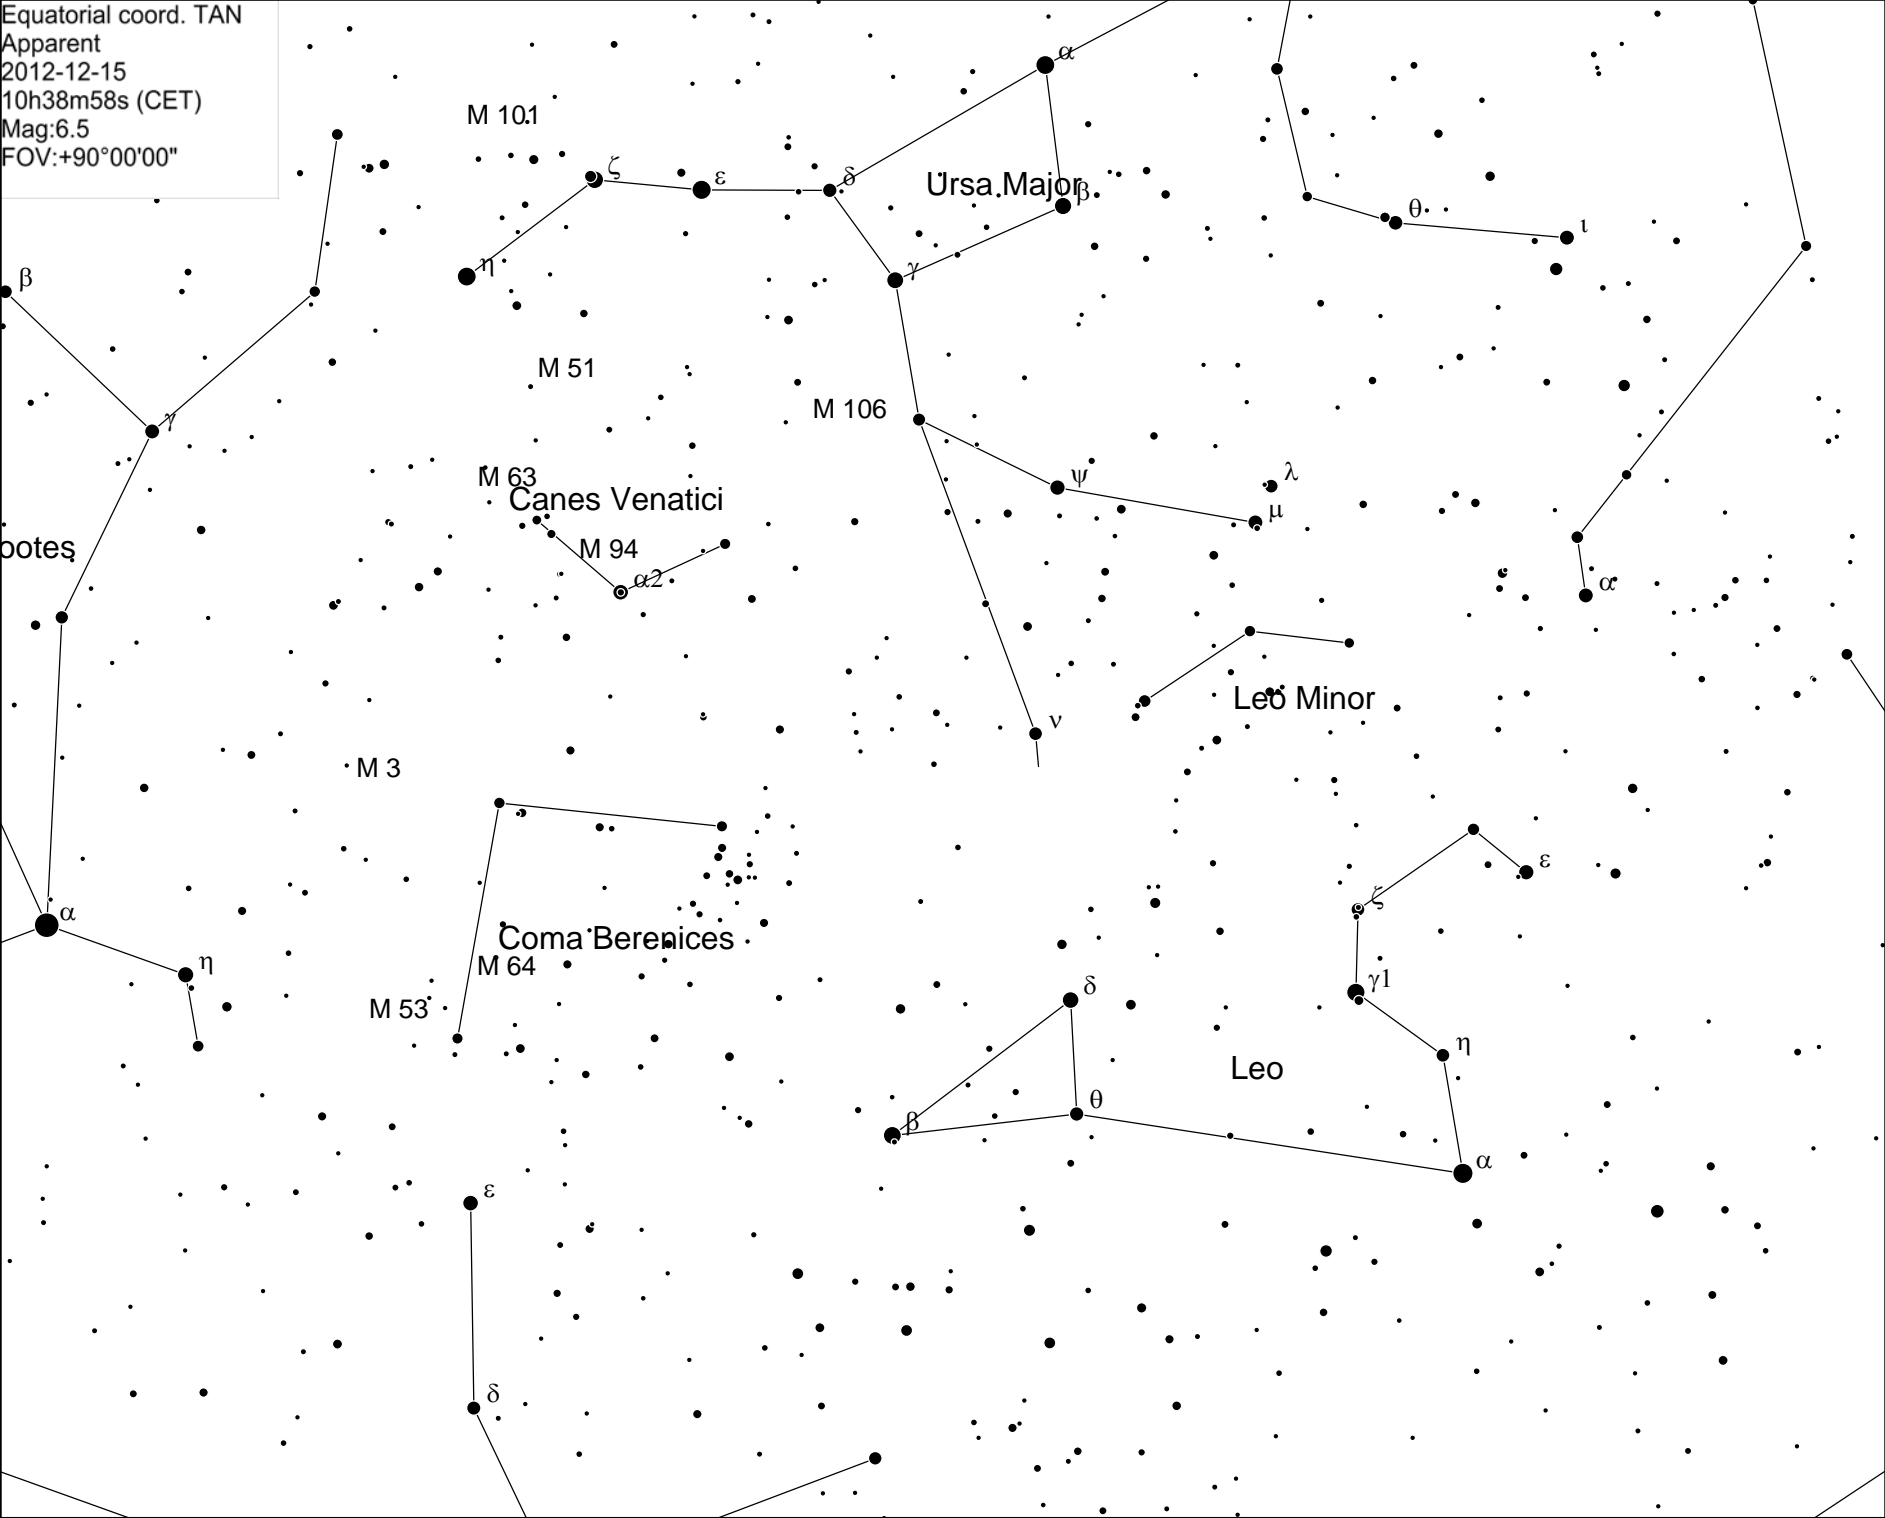 Equatorial coord. TAN
Apparent
2012-12-15
10h38m58s (CET)
Mag:6.5
FOV:+90°00'00"
α
M 101
ζ
ε
δ
Ursa Major
β
θ
ι
η
γ
β
M 51
M 106
γ
M 63
ψ
λ
Canes Venatici
μ
ootes
M 94
α2
α
Leo Minor
ν
M 3
ε
ζ
α
Coma Berenices
η
M 64
δ
γ1
M 53
η
Leo
θ
β
α
ε
δ